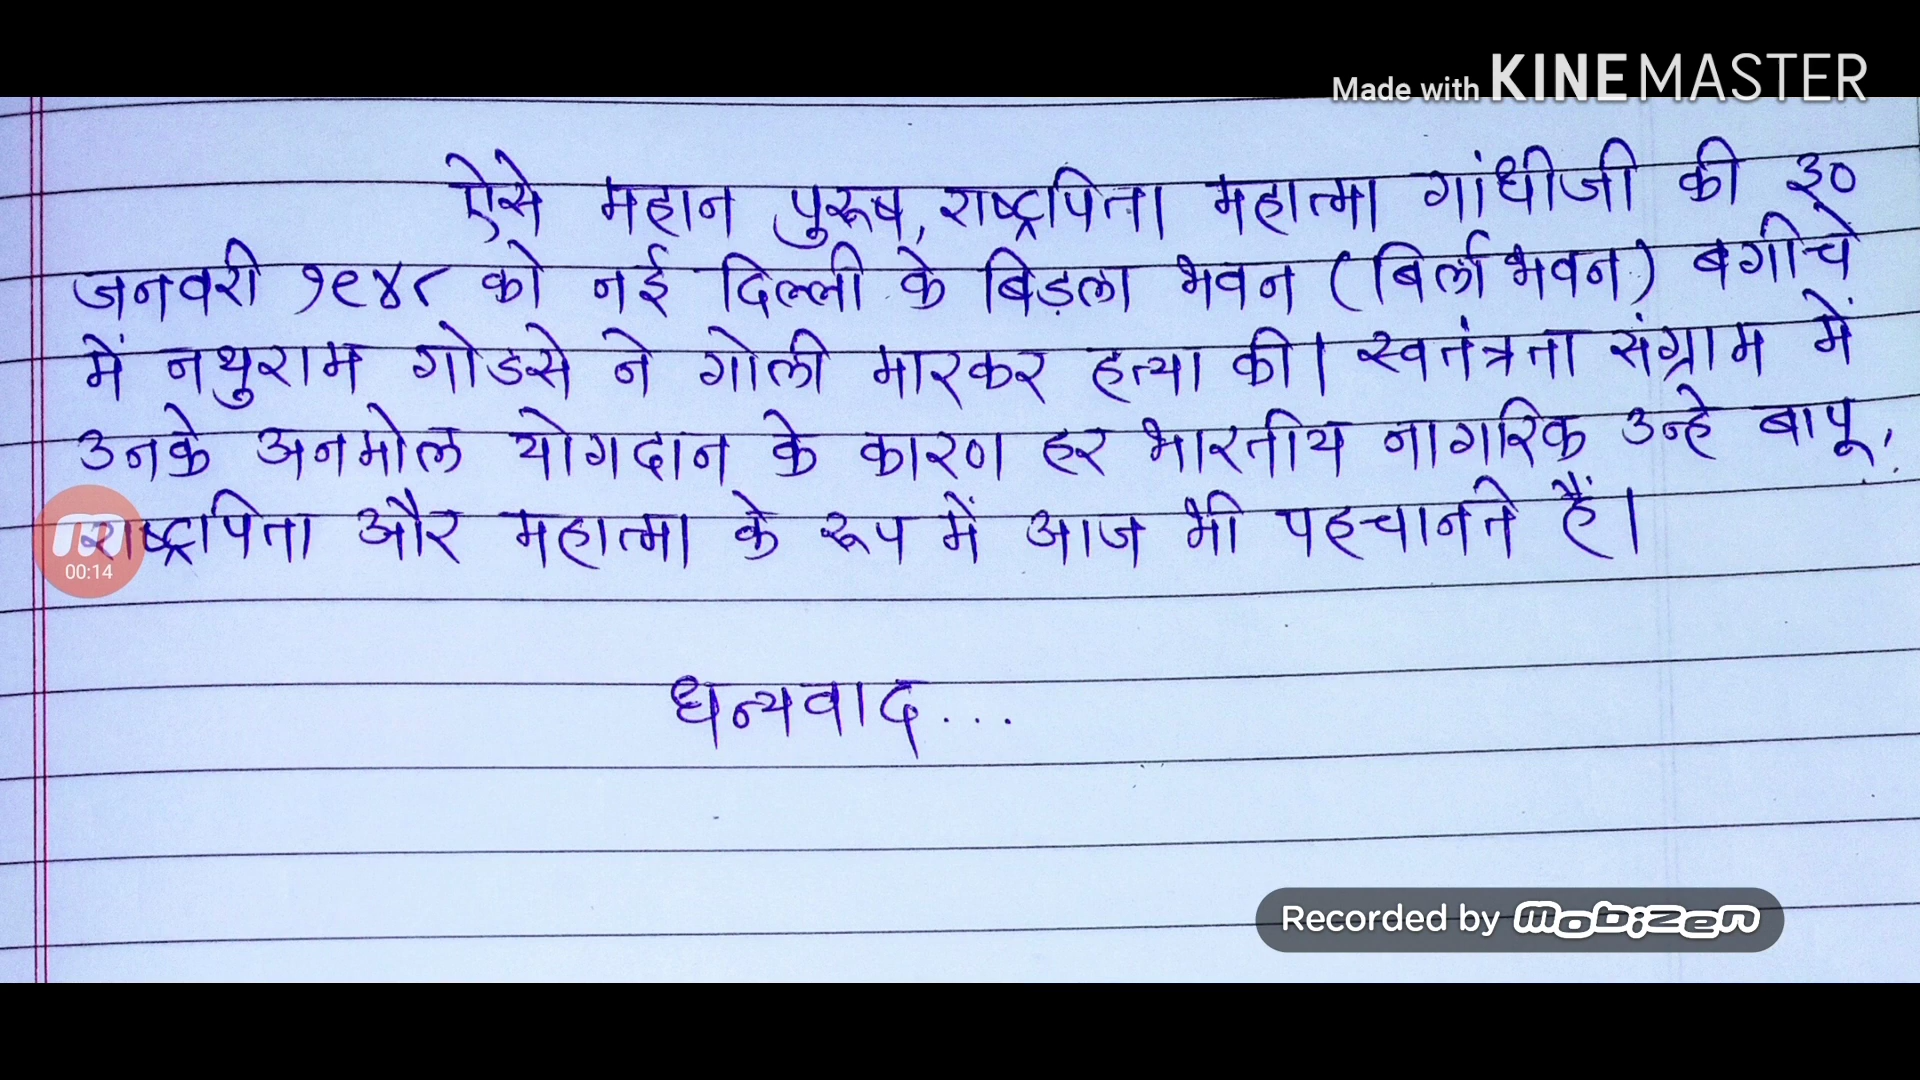 Made with KINEMASTER
ऐसे महान पुरूष, राष्ट्रपिता महात्मा गांधीजी की ३०
जनवरी १९४८ को नई दिल्ली के बिड़ला भवन (बिर्ला भवन) बगीचे
में नथुराम गोडसे ने गोली मारकर हत्या की। स्वतंत्रता संग्राम में
उनके अनमोल योगदान के कारण हर भारतीय नागरिक उन्हे बापू,
राष्ट्रपिता और महात्मा के रूप में आज भी पहचानते हैं।
00:14
धन्यवाद...
Recorded by mobizen